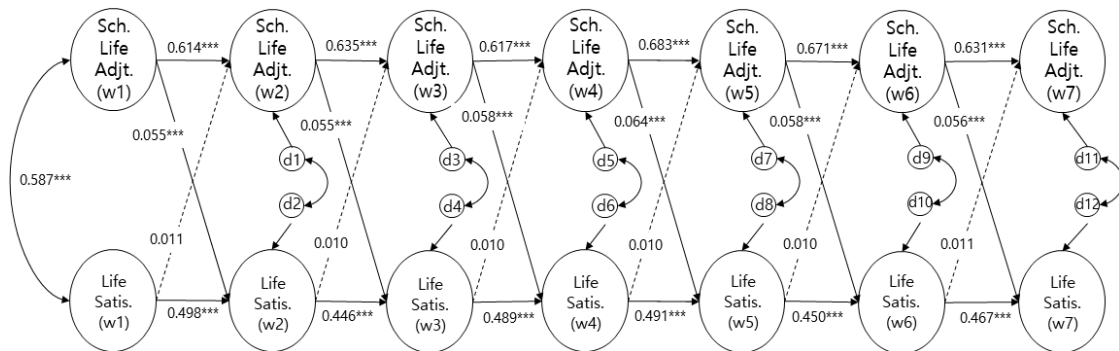 Sch.
Life
Adjt.
(w1)
0.614***
Sch.
Life
Adjt.
(w2)
0.635***
Sch.
Life
Adjt.
(w3)
0.617***
Sch.
Life
Adjt.
(w4)
0.683***
Sch.
Life
Adjt.
(w5)
0.671***
Sch.
Life
Adjt.
(w6)
0.631***
Sch.
Life
Adjt.
(w7)
0.055***
0.055***
0.058***
0.064***
0.058***
0.056***
d1
d3
d5
d7
d9
d11
0.587***
d2
d4
d6
d8
d10
d12
0.011
0.010
0.010
0.010
0.010
0.011
Life
Satis.
(w1)
0.498***
Life
Satis.
(w2)
0.446***
Life
Satis.
(w3)
0.489***
Life
Satis.
(w4)
0.491***
Life
Satis.
(w5)
0.450***
Life
Satis.
(w6)
0.467***
Life
Satis.
(w7)